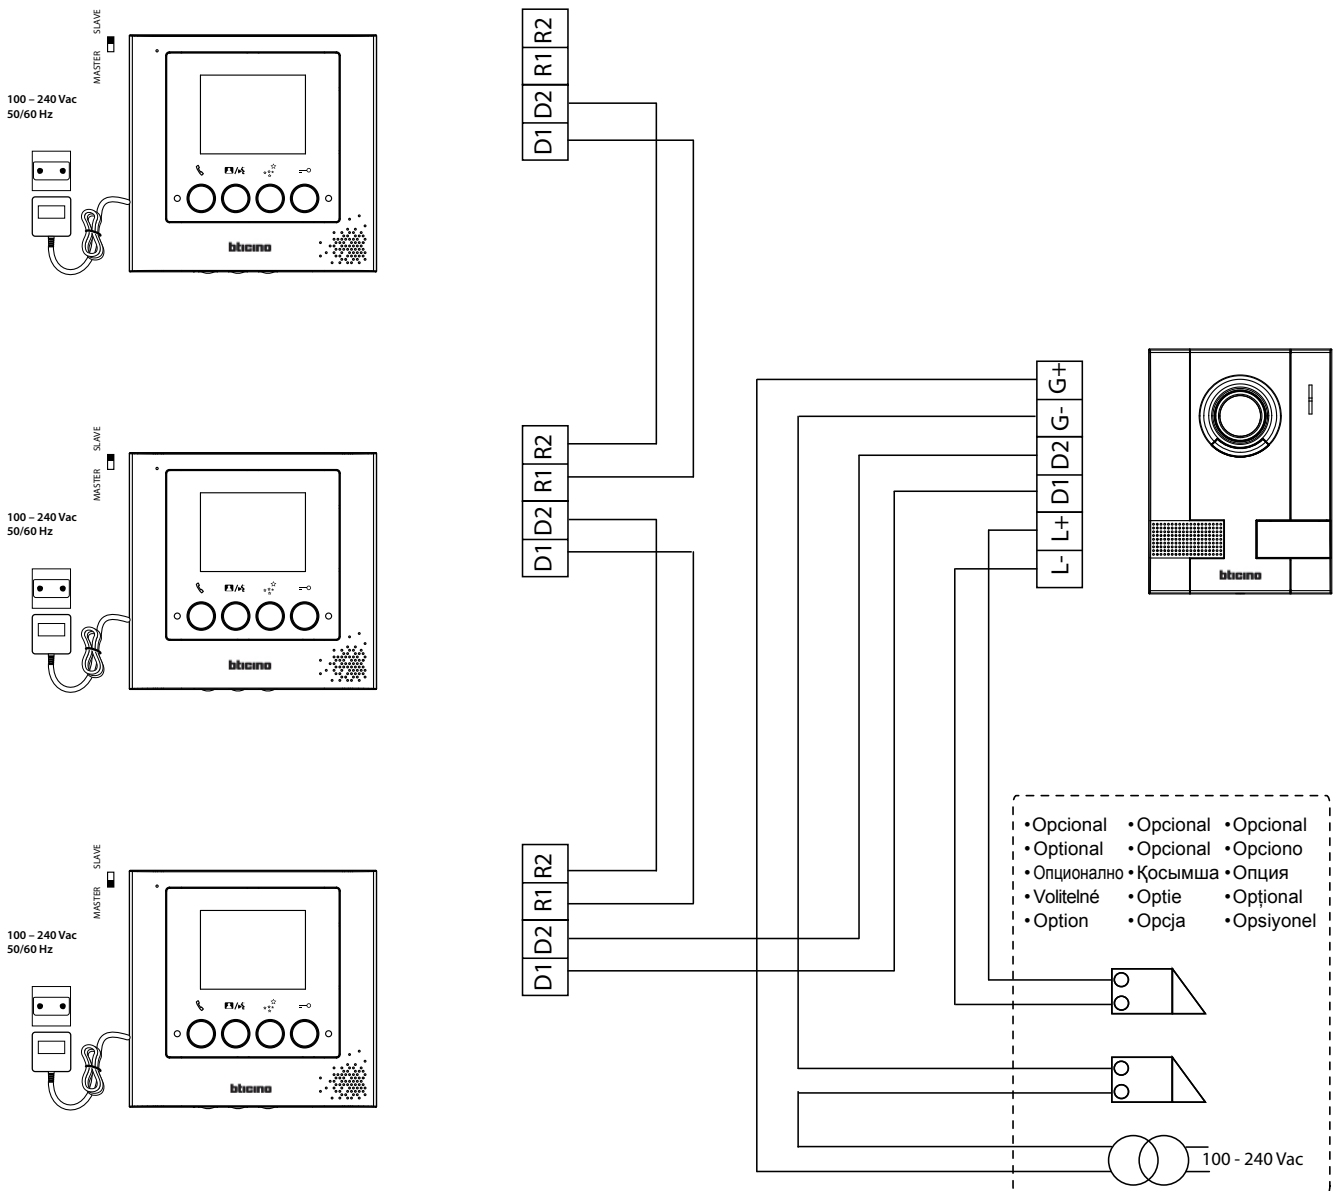 MASTER SLAVE
100 – 240 Vac
50/60 Hz
bticino
D1 D2 R1 R2
MASTER SLAVE
100 – 240 Vac
50/60 Hz
bticino
D1 D2 R1 R2
MASTER SLAVE
100 – 240 Vac
50/60 Hz
bticino
D1 D2 R1 R2
L- L+ D1 D2 G- G+
bticino
•Opcional •Opcional •Opcional
•Optional •Opcional •Opciono
•Опционално •Қосымша •Опция
•Volitelné •Optie •Opțional
•Option •Opcja •Opsiyonel
100 - 240 Vac